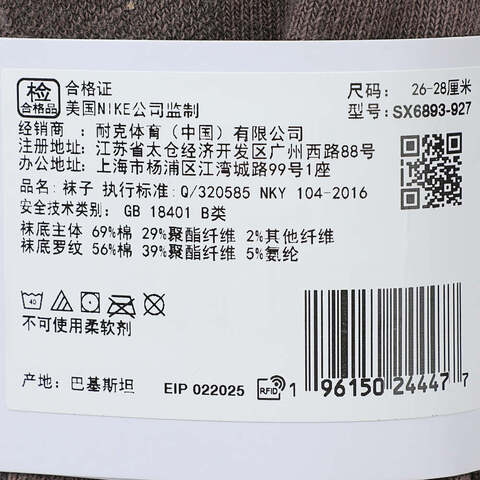 检 合格品
合格证
美国NIKE公司监制
尺码： 26-28厘米
型号：SX6893-927
经销商 ：耐克体育（中国）有限公司
注册地址：江苏省太仓经济开发区广州西路88号
办公地址：上海市杨浦区江湾城路99号1座
品名：袜子 执行标准：Q/320585 NKY 104-2016
安全技术类别： GB 18401 B类
袜底主体 69%棉 29%聚酯纤维 2%其他纤维
袜底罗纹 56%棉 39%聚酯纤维 5%氨纶
40
不可使用柔软剂
产地：巴基斯坦 EIP 022025 RFID 1 96150 24447 7